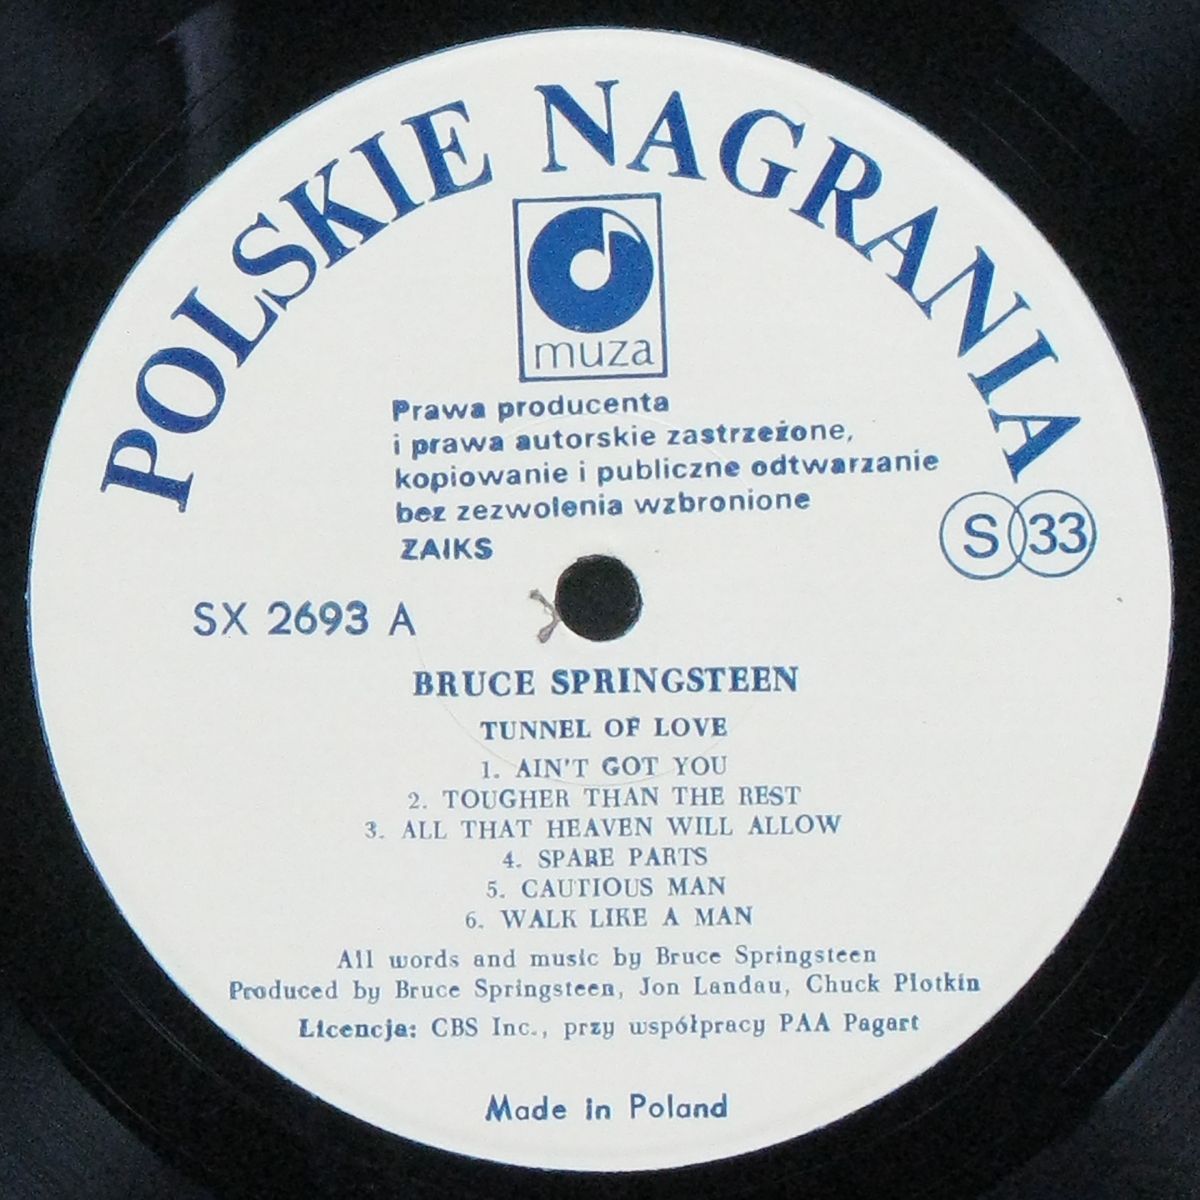 POLSKIE NAGRANIA
muza
Prawa producenta
i prawa autorskie zastrzeżone,
kopiowanie i publiczne odtwarzanie
bez zezwolenia wzbronione
ZAIKS
S 33
SX 2693 A
BRUCE SPRINGSTEEN
TUNNEL OF LOVE
1. AIN'T GOT YOU
2. TOUGHER THAN THE REST
3. ALL THAT HEAVEN WILL ALLOW
4. SPARE PARTS
5. CAUTIOUS MAN
6. WALK LIKE A MAN
All words and music by Bruce Springsteen
Produced by Bruce Springsteen, Jon Landau, Chuck Plotkin
Licencja: CBS Inc., przy współpracy PAA Pagart
Made in Poland